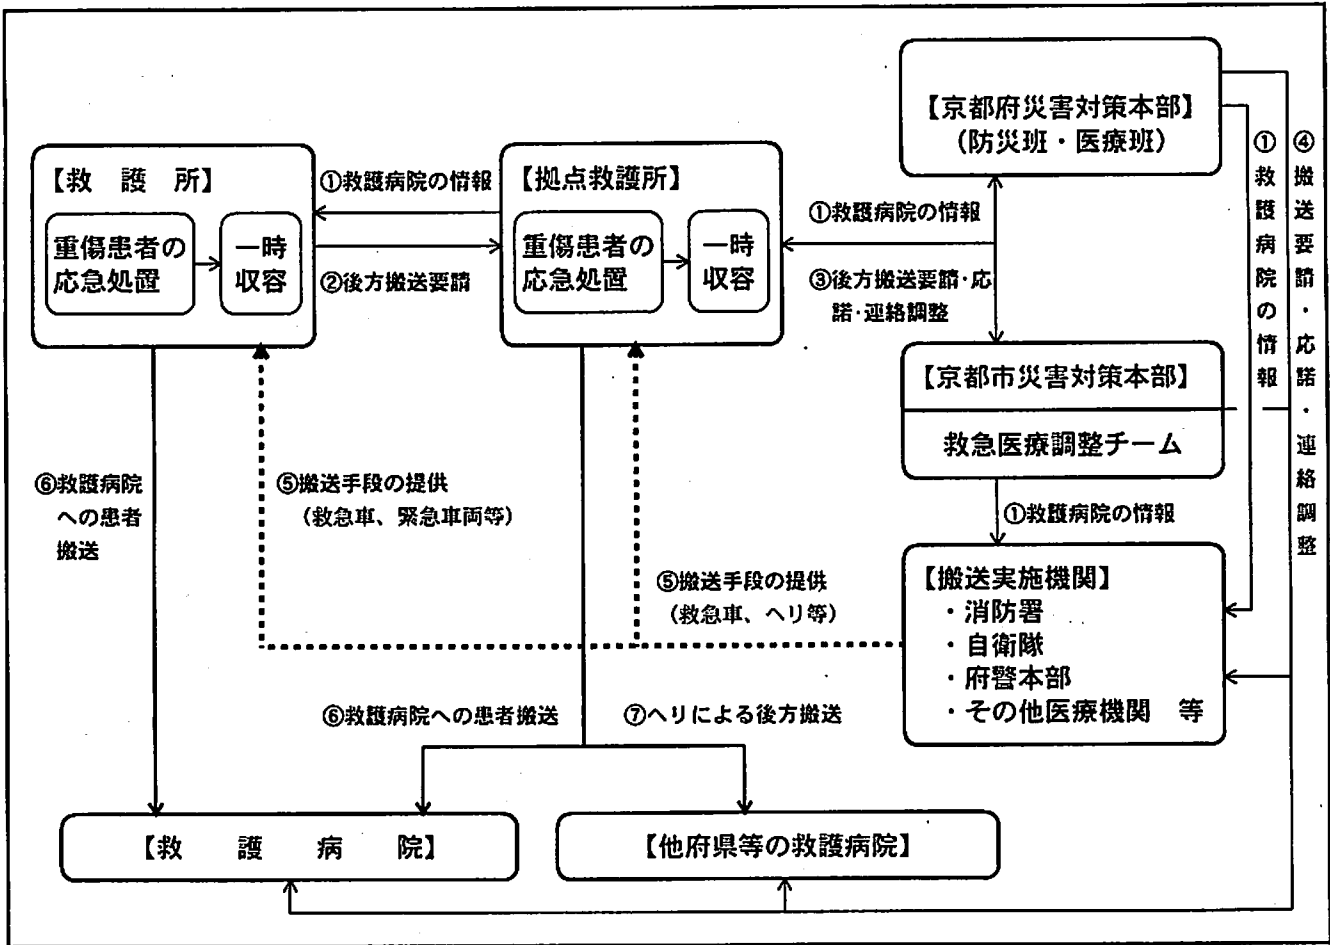 【京都府災害対策本部】
(防災班・医療班)
【救 護 所】
重傷患者の
応急処置
一時
収容
①救護病院の情報
②後方搬送要請
【拠点救護所】
重傷患者の
応急処置
一時
収容
①救護病院の情報
③後方搬送要請・応
諾・連絡調整
①救護病院の情報
④搬送要請・応諾・連絡調整
【京都市災害対策本部】
救急医療調整チーム
①救護病院の情報
⑥救護病院
への患者
搬送
⑤搬送手段の提供
(救急車、緊急車両等)
⑤搬送手段の提供
(救急車、ヘリ等)
【搬送実施機関】
・消防署
・自衛隊
・府警本部
・その他医療機関 等
⑥救護病院への患者搬送
⑦ヘリによる後方搬送
【救 護 病 院】
【他府県等の救護病院】